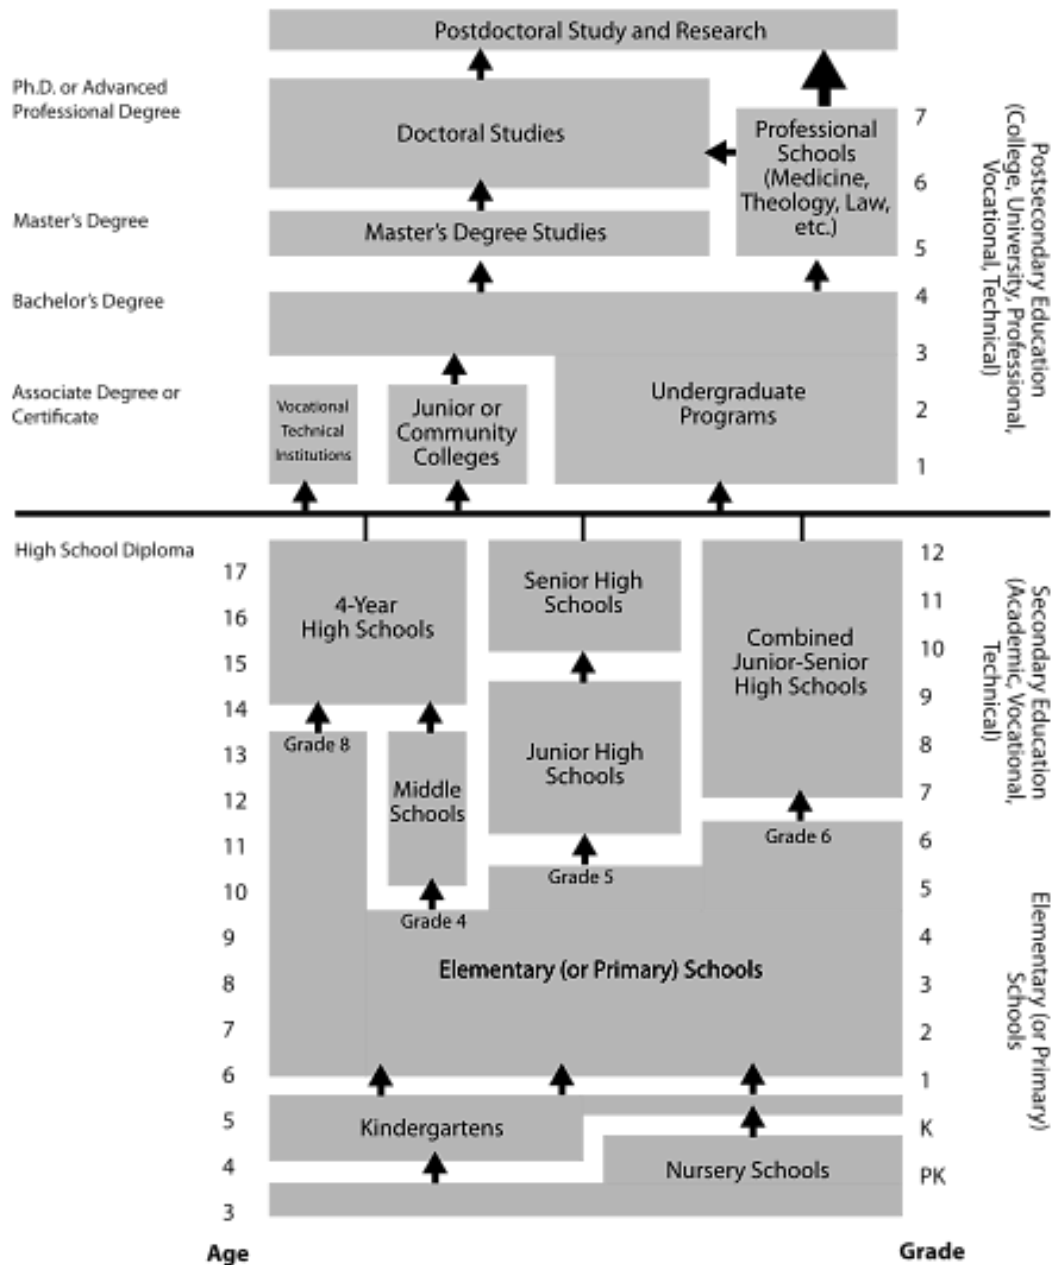 Postdoctoral Study and Research
Ph.D. or Advanced
Professional Degree
Doctoral Studies
Professional
Schools
(Medicine,
Theology, Law,
etc.)
7
6
5
Master's Degree
Master's Degree Studies
Bachelor's Degree
4
3
Associate Degree or
Certificate
Vocational
Technical
Institutions
Junior or
Community
Colleges
Undergraduate
Programs
2
1
Postsecondary Education
(College, University, Professional,
Vocational, Technical)
High School Diploma
17
16
15
14
13
12
11
10
9
8
7
6
5
4
3
Age
4-Year
High Schools
Senior High
Schools
Combined
Junior-Senior
High Schools
Grade 8
Middle
Schools
Junior High
Schools
Grade 4
Grade 5
Grade 6
Elementary (or Primary) Schools
Kindergartens
Nursery Schools
12
11
10
9
8
7
6
5
4
3
2
1
K
PK
Grade
Secondary Education
(Academic, Vocational,
Technical)
Elementary (or Primary)
Schools